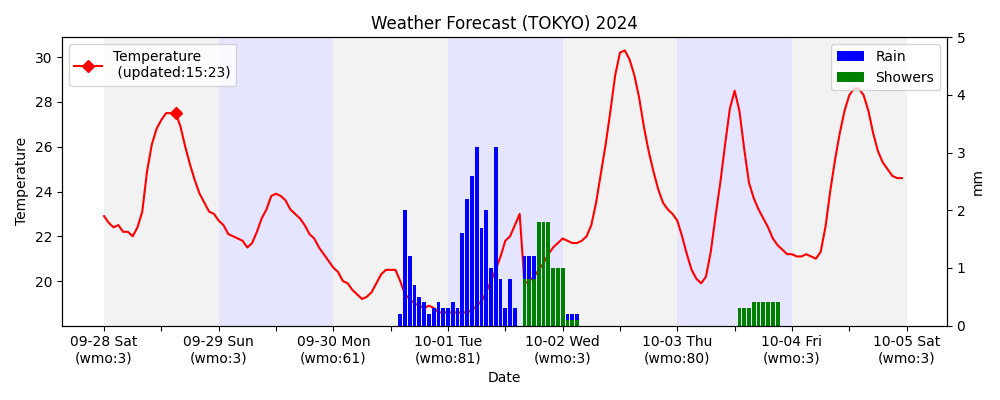 Weather Forecast (TOKYO) 2024
Temperature
(updated:15:23)
Rain
Showers
30
28
26
24
22
20
Temperature
5
4
3
2
1
0
mm
09-28 Sat
(wmo:3)
09-29 Sun
(wmo:3)
09-30 Mon
(wmo:61)
10-01 Tue
(wmo:81)
10-02 Wed
(wmo:3)
10-03 Thu
(wmo:80)
10-04 Fri
(wmo:3)
10-05 Sat
(wmo:3)
Date